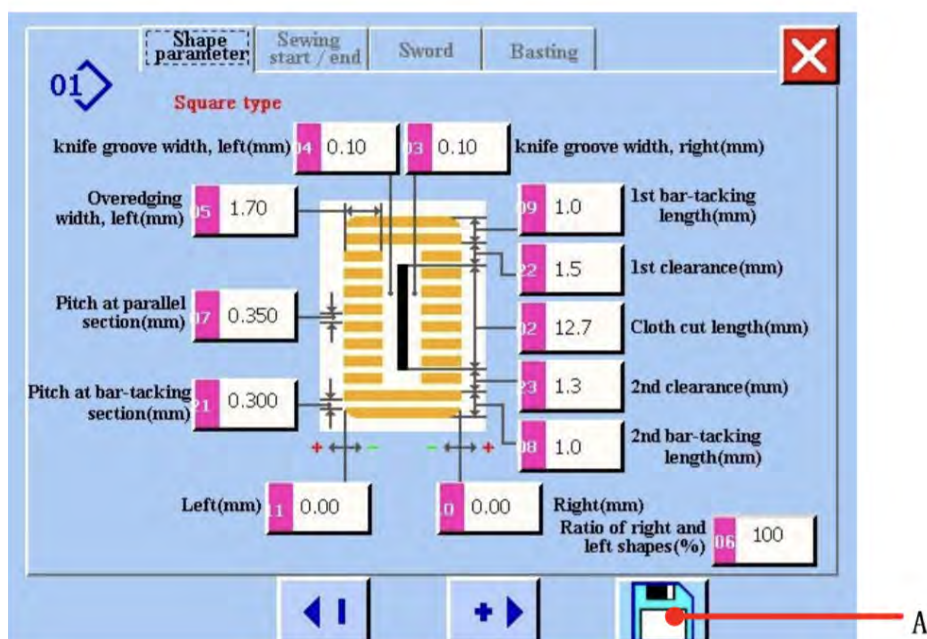 Shape
parameter
Sewing
start / end
Sword
Basting
01
Square type
knife groove width, left(mm)
04
0.10
03
0.10
knife groove width, right(mm)
Overedging
width, left(mm)
05
1.70
09
1.0
1st bar-tacking
length(mm)
22
1.5
1st clearance(mm)
Pitch at parallel
section(mm)
07
0.350
02
12.7
Cloth cut length(mm)
23
1.3
2nd clearance(mm)
Pitch at bar-tacking
section(mm)
21
0.300
08
1.0
2nd bar-tacking
length(mm)
+
-
-
+
Left(mm)
11
0.00
.0
0.00
Right(mm)
Ratio of right and
left shapes(%)
06
100
+
A